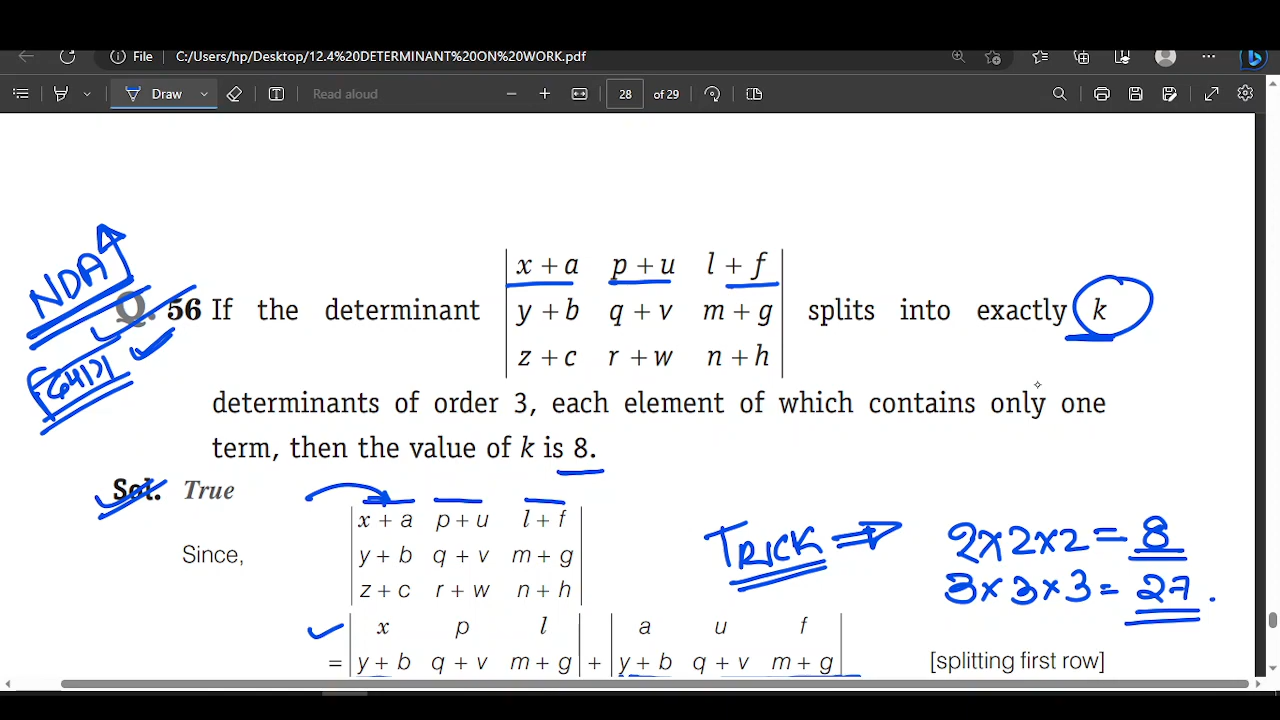 File C:/Users/hp/Desktop/12.4%20DETERMINANT%20ON%20WORK.pdf
Draw Read aloud 28 of 29
NDA
x + a p + u l + f
Q. 56 If the determinant y + b q + v m + g splits into exactly k
z + c r + w n + h
determinants of order 3, each element of which contains only one
term, then the value of k is 8.
Sol. True
x + a p + u l + f
Since, y + b q + v m + g
z + c r + w n + h
TRICK ⇒ 2×2×2 = 8
3×3×3 = 27.
x p l a u f
= y + b q + v m + g + y + b q + v m + g [splitting first row]